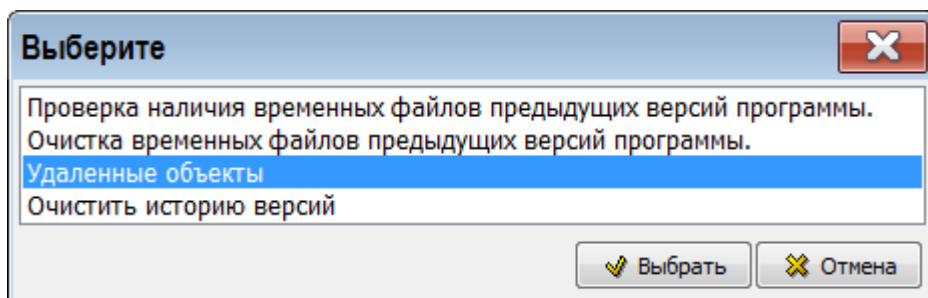 Выберите
Проверка наличия временных файлов предыдущих версий программы.
Очистка временных файлов предыдущих версий программы.
Удаленные объекты
Очистить историю версий
Выбрать Отмена